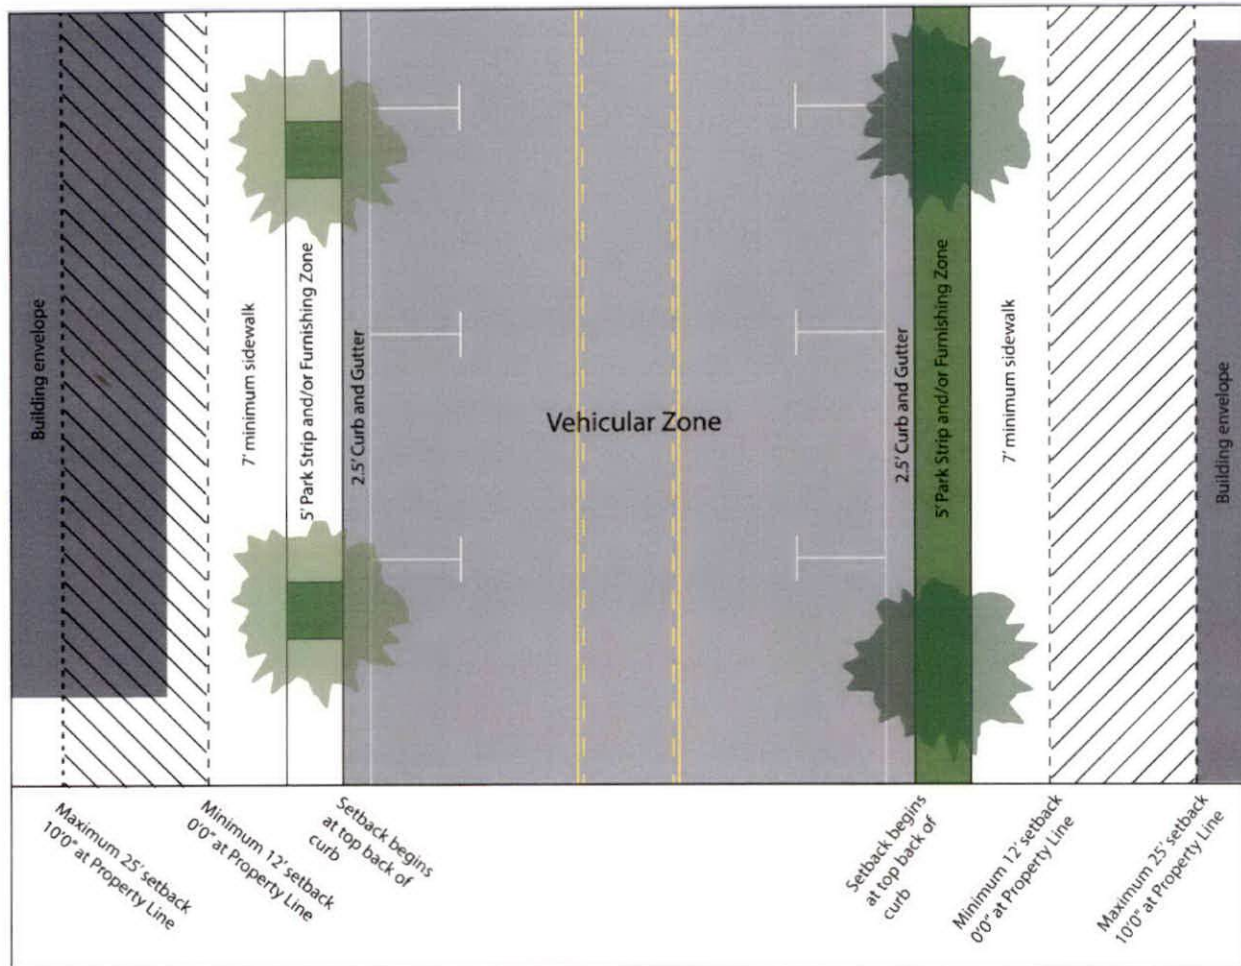 Building envelope
7' minimum sidewalk
5' Park Strip and/or Furnishing Zone
2.5' Curb and Gutter
Vehicular Zone
2.5' Curb and Gutter
5' Park Strip and/or Furnishing Zone
7' minimum sidewalk
Building envelope
Maximum 25' setback
10'0" at Property Line
Minimum 12' setback
0'0" at Property Line
Setback begins
at top back of
curb
Setback begins
at top back of
curb
Minimum 12' setback
0'0" at Property Line
Maximum 25' setback
10'0" at Property Line